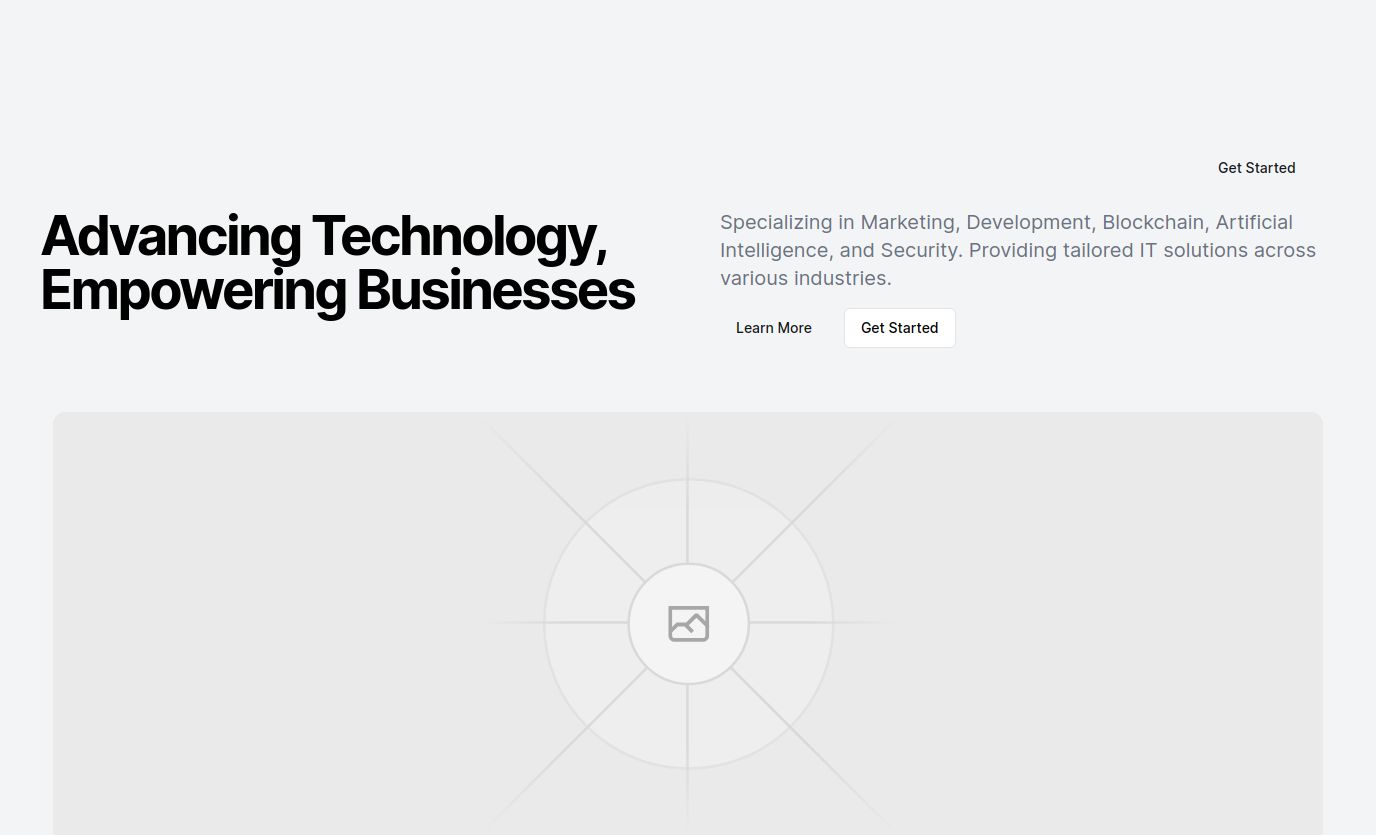 Get Started
Advancing Technology,
Empowering Businesses
Specializing in Marketing, Development, Blockchain, Artificial
Intelligence, and Security. Providing tailored IT solutions across
various industries.
Learn More
Get Started